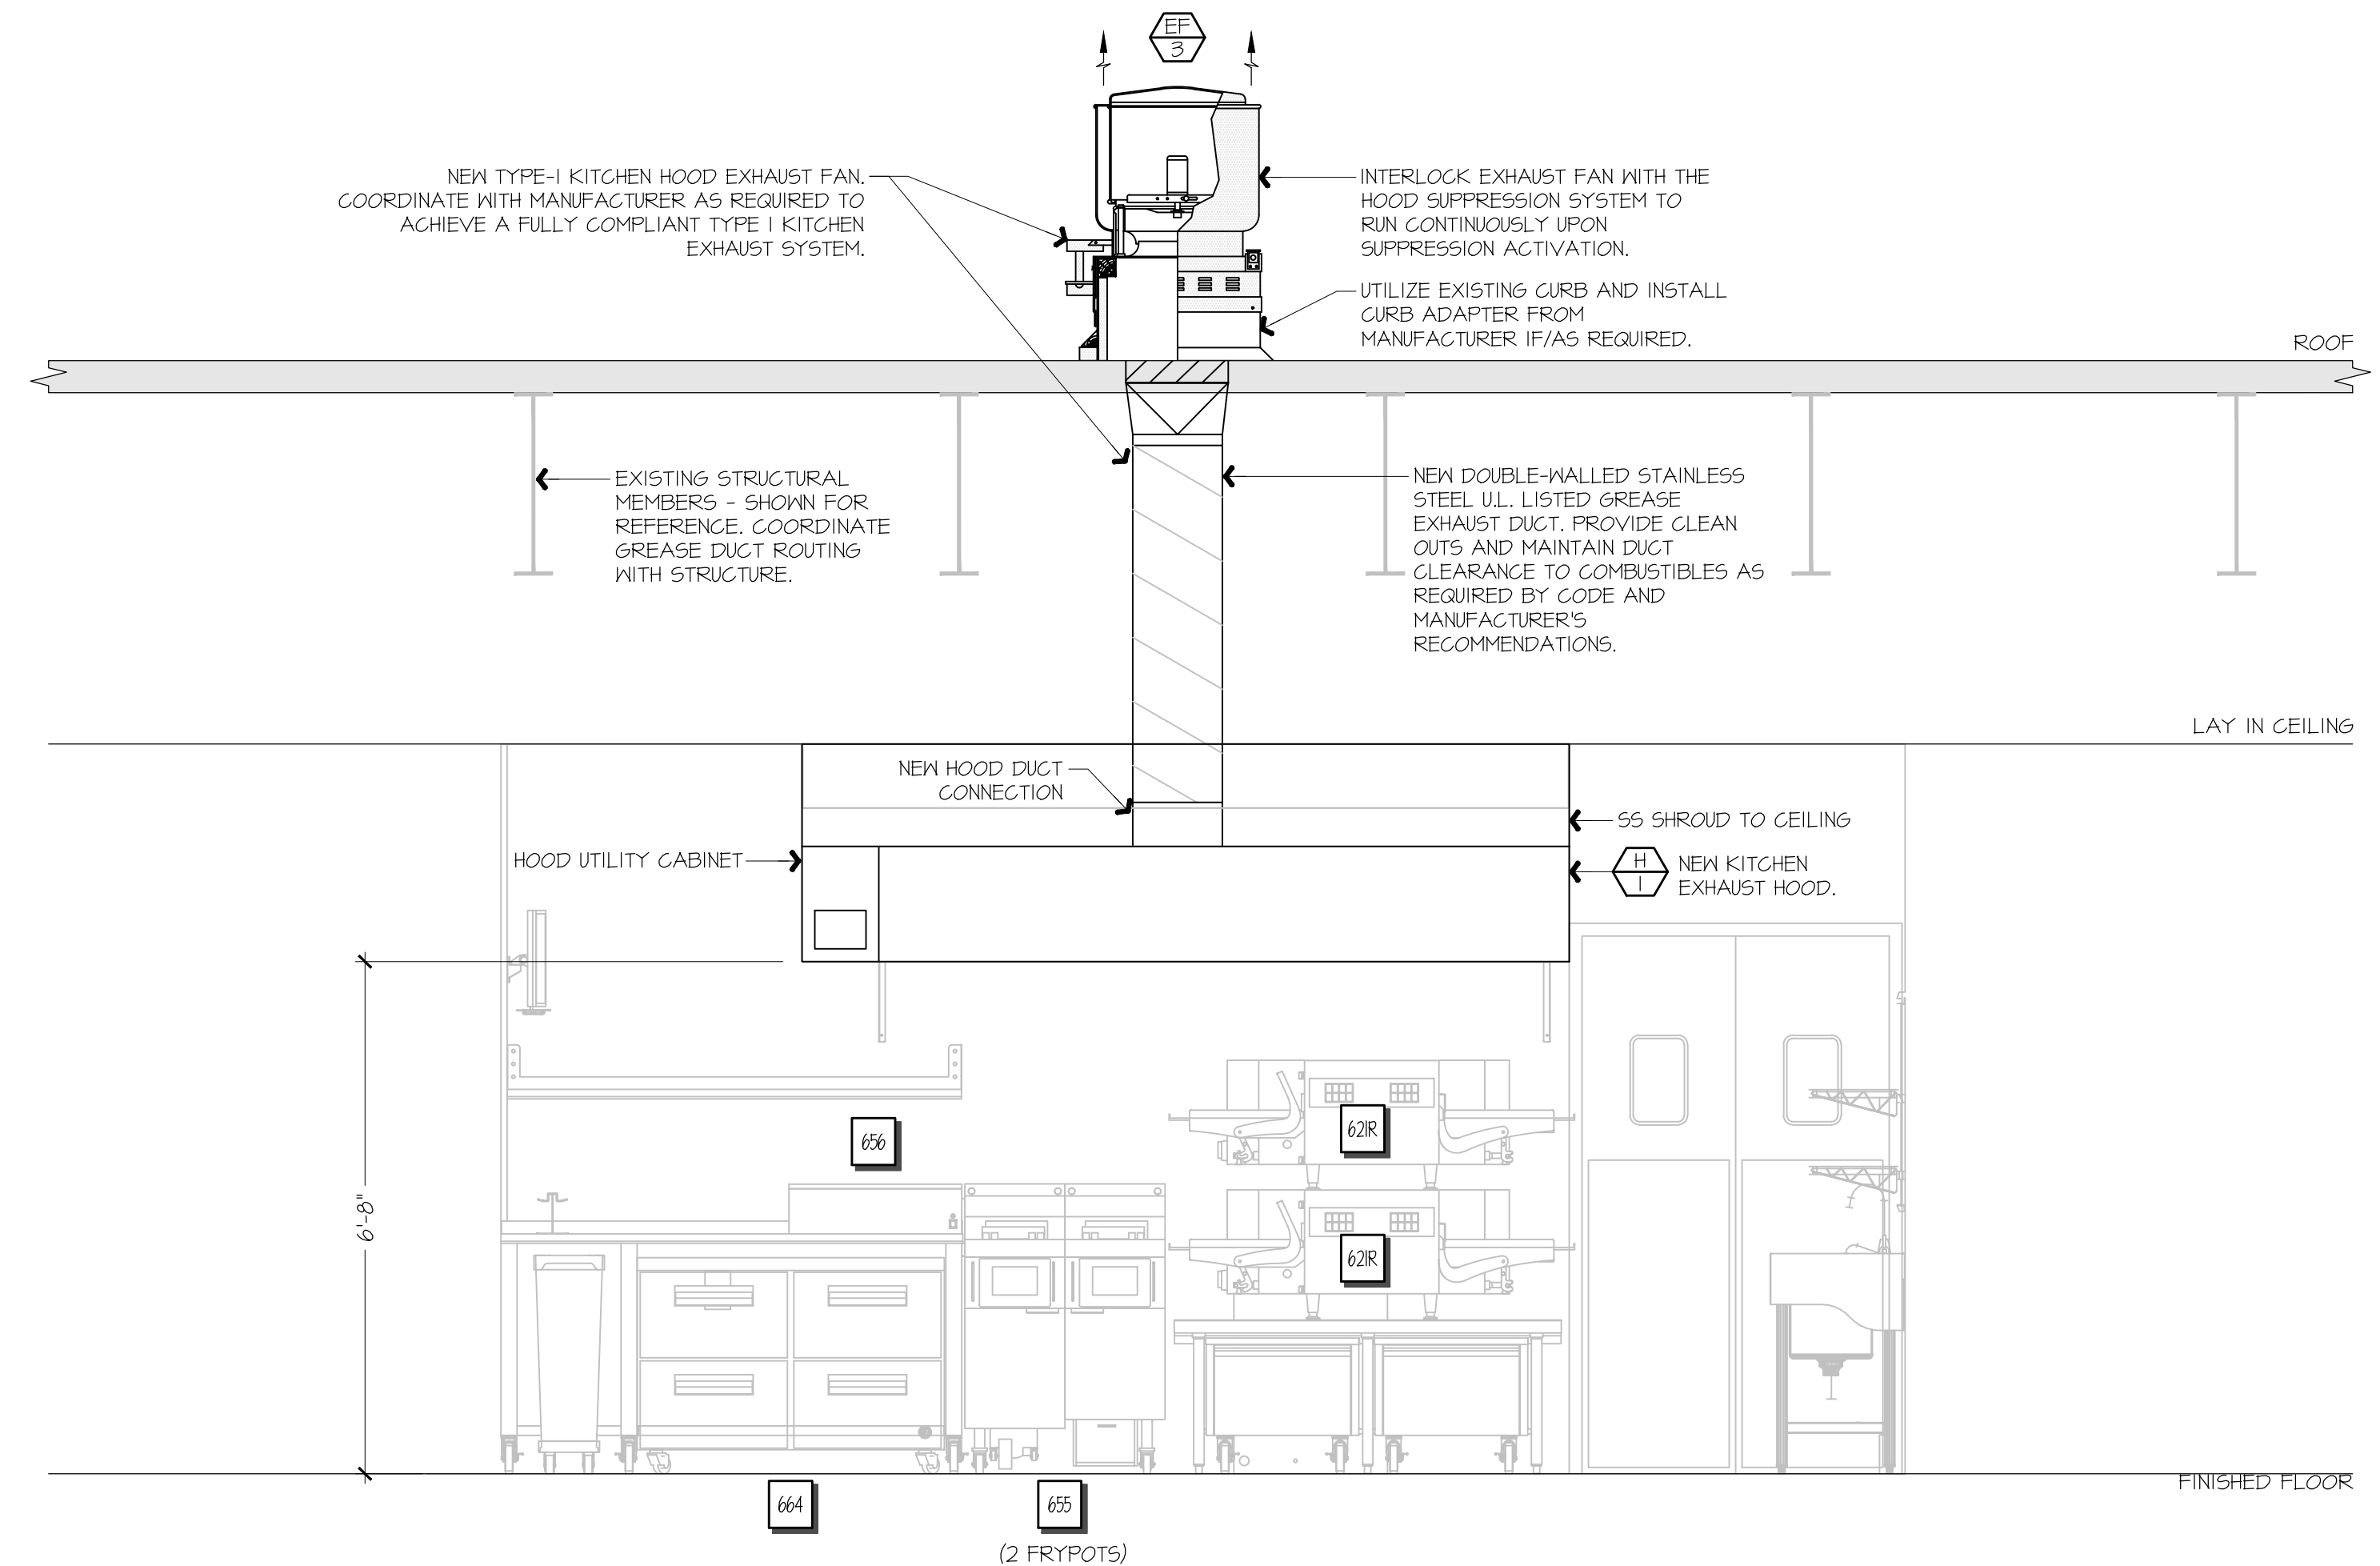 EF
3
NEW TYPE-I KITCHEN HOOD EXHAUST FAN.
COORDINATE WITH MANUFACTURER AS REQUIRED TO
ACHIEVE A FULLY COMPLIANT TYPE I KITCHEN
EXHAUST SYSTEM.
INTERLOCK EXHAUST FAN WITH THE
HOOD SUPPRESSION SYSTEM TO
RUN CONTINUOUSLY UPON
SUPPRESSION ACTIVATION.
UTILIZE EXISTING CURB AND INSTALL
CURB ADAPTER FROM
MANUFACTURER IF/AS REQUIRED.
ROOF
EXISTING STRUCTURAL
MEMBERS - SHOWN FOR
REFERENCE. COORDINATE
GREASE DUCT ROUTING
WITH STRUCTURE.
NEW DOUBLE-WALLED STAINLESS
STEEL U.L. LISTED GREASE
EXHAUST DUCT. PROVIDE CLEAN
OUTS AND MAINTAIN DUCT
CLEARANCE TO COMBUSTIBLES AS
REQUIRED BY CODE AND
MANUFACTURER'S
RECOMMENDATIONS.
LAY IN CEILING
NEW HOOD DUCT
CONNECTION
SS SHROUD TO CEILING
HOOD UTILITY CABINET
H
1
NEW KITCHEN
EXHAUST HOOD.
6'-8"
656
621R
621R
FINISHED FLOOR
664
655
(2 FRYPOTS)